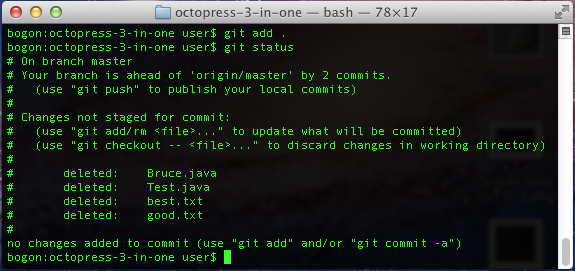 octopress-3-in-one — bash — 78×17
bogon:octopress-3-in-one user$ git add .
bogon:octopress-3-in-one user$ git status
# On branch master
# Your branch is ahead of 'origin/master' by 2 commits.
#   (use "git push" to publish your local commits)
#
# Changes not staged for commit:
#   (use "git add/rm <file>..." to update what will be committed)
#   (use "git checkout -- <file>..." to discard changes in working directory)
#
#       deleted:    Bruce.java
#       deleted:    Test.java
#       deleted:    best.txt
#       deleted:    good.txt
#
no changes added to commit (use "git add" and/or "git commit -a")
bogon:octopress-3-in-one user$